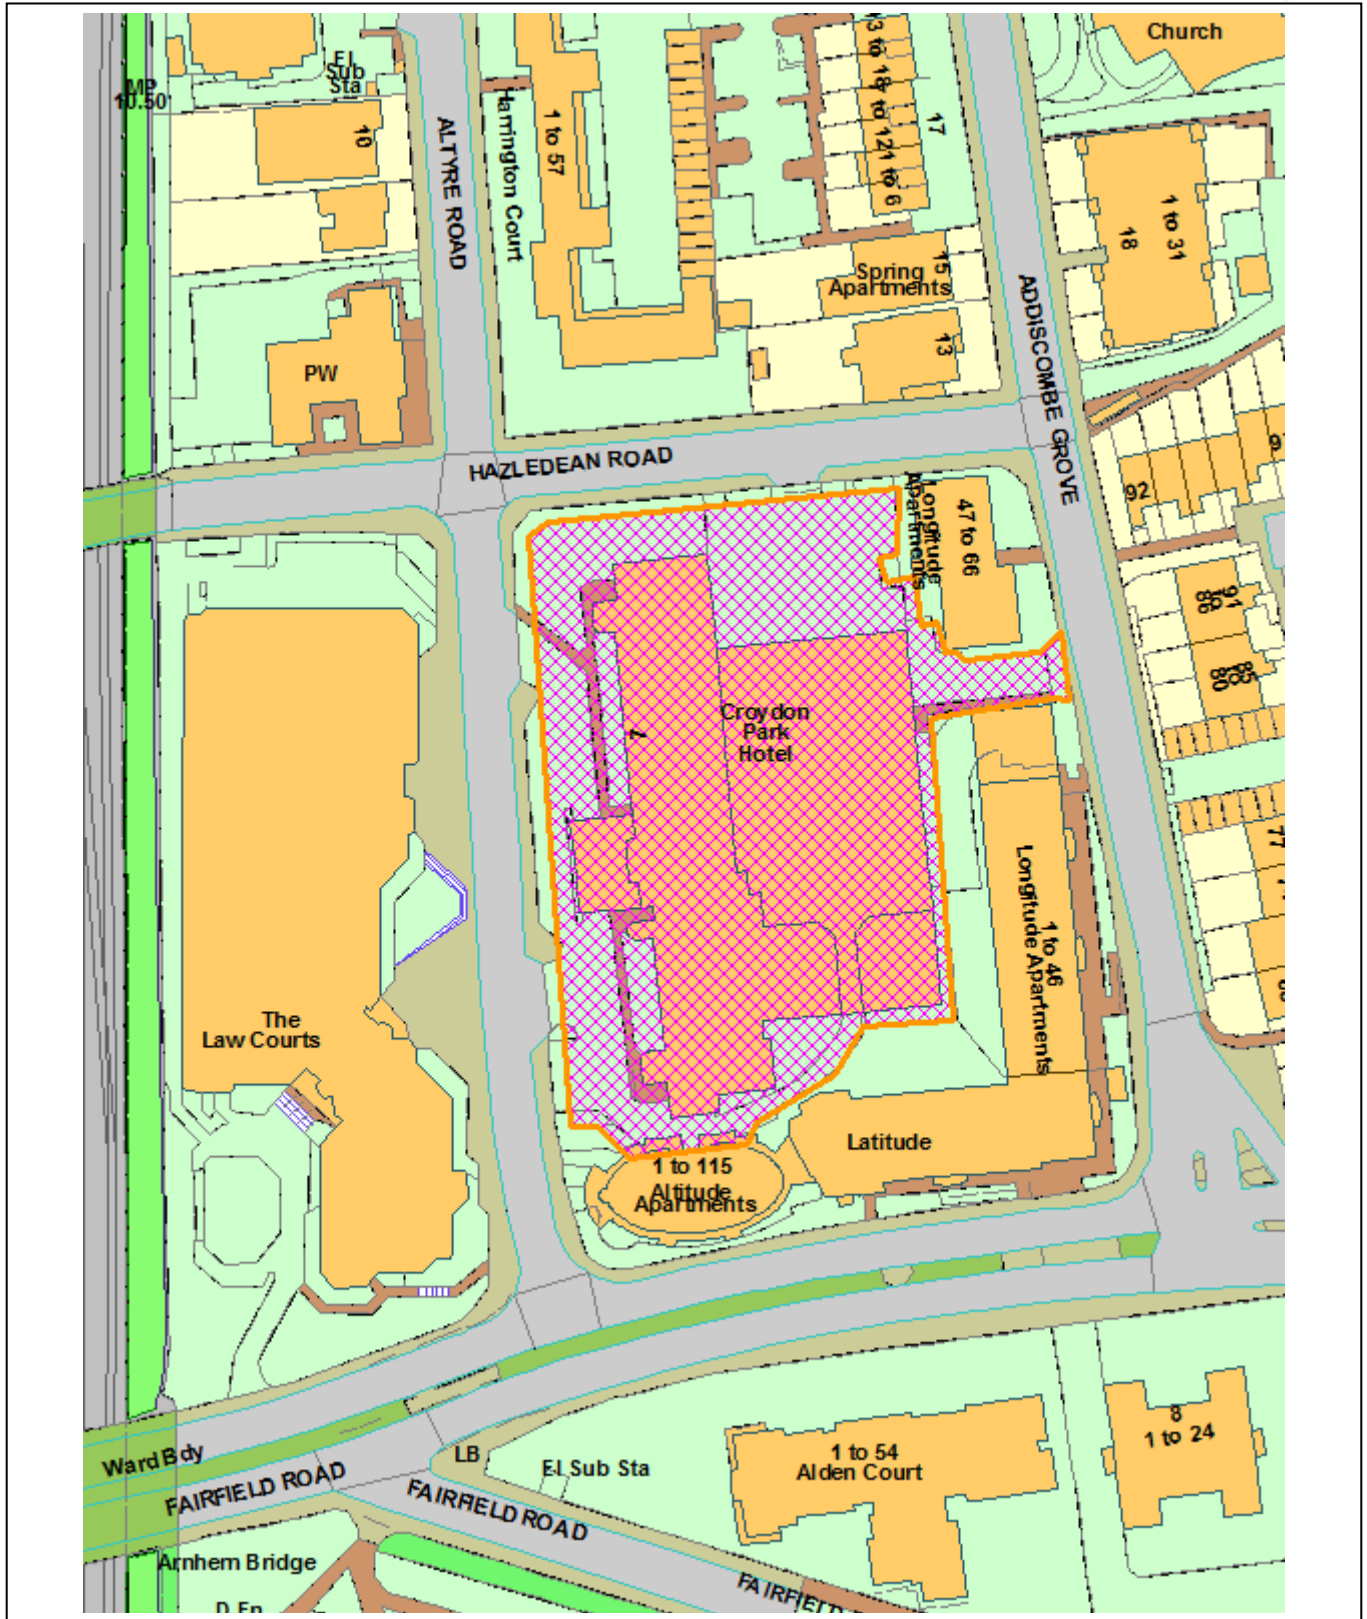 Church
El
Sub
Sta
MP
10.50
10
ALTYRE ROAD
Harrington Court
1 to 57
17
18
1 to 31
15
Spring
Apartments
13
ADDISCOMBE GROVE
PW
HAZLEDEAN ROAD
Longitude
Apartments
47 to 66
92
7
Croydon
Park
Hotel
77
1 to 46
Longitude Apartments
The
Law Courts
Latitude
1 to 115
Altitude
Apartments
8
1 to 24
1 to 54
Alden Court
LB
El Sub Sta
Ward Bdy
FAIRFIELD ROAD
FAIRFIELD ROAD
FAIRFIELD
Arnhem Bridge